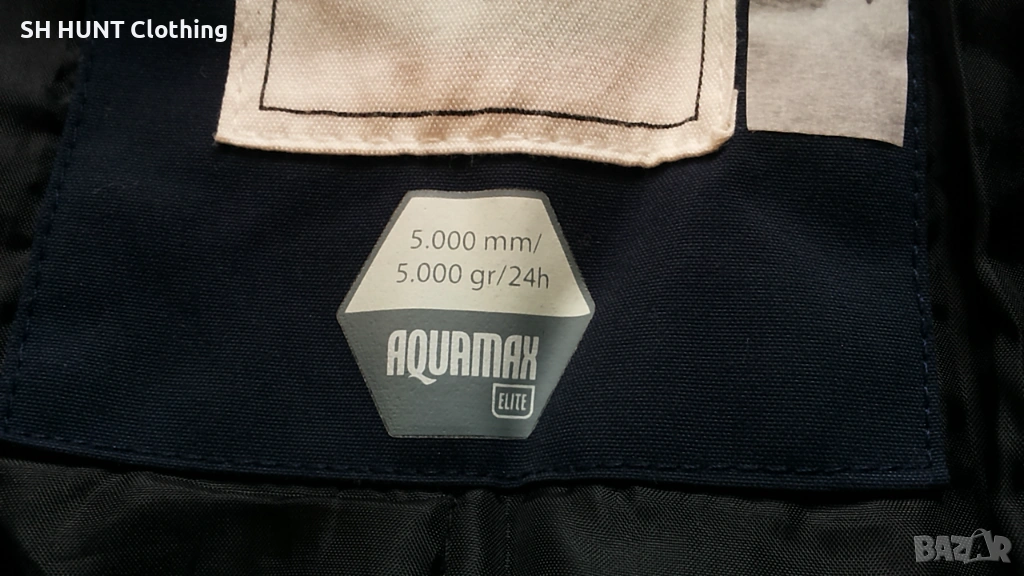 SH HUNT Clothing
5.000 mm/
5.000 gr/24h
AQUAMAX
ELITE
BAZAR